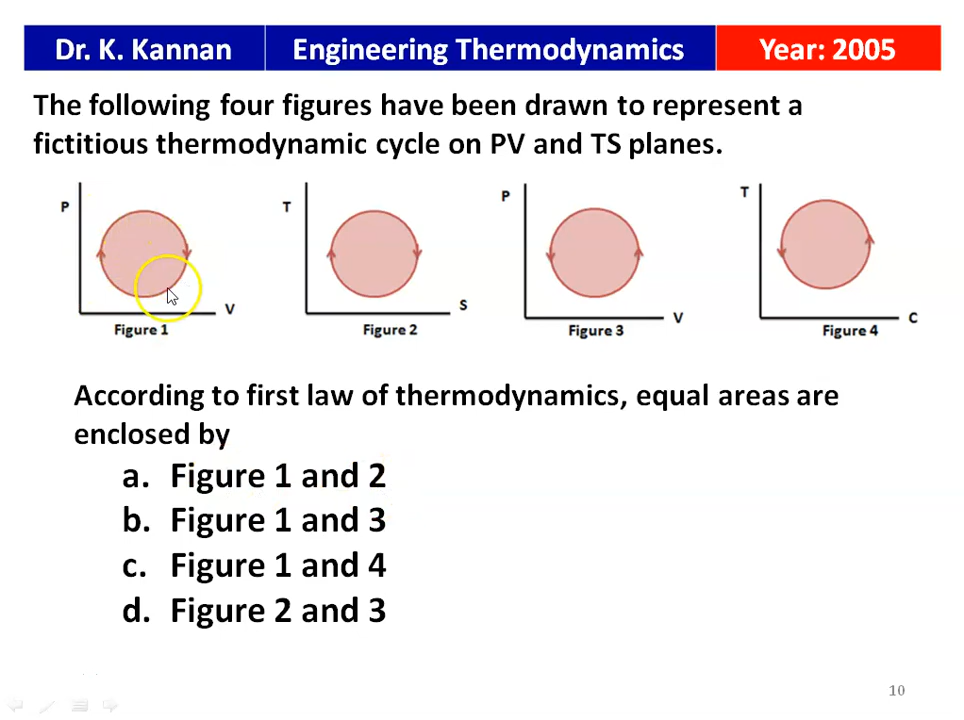 Dr. K. Kannan Engineering Thermodynamics Year: 2005
The following four figures have been drawn to represent a
fictitious thermodynamic cycle on PV and TS planes.
P V T S P V T C
Figure 1 Figure 2 Figure 3 Figure 4
According to first law of thermodynamics, equal areas are
enclosed by
a. Figure 1 and 2
b. Figure 1 and 3
c. Figure 1 and 4
d. Figure 2 and 3
10